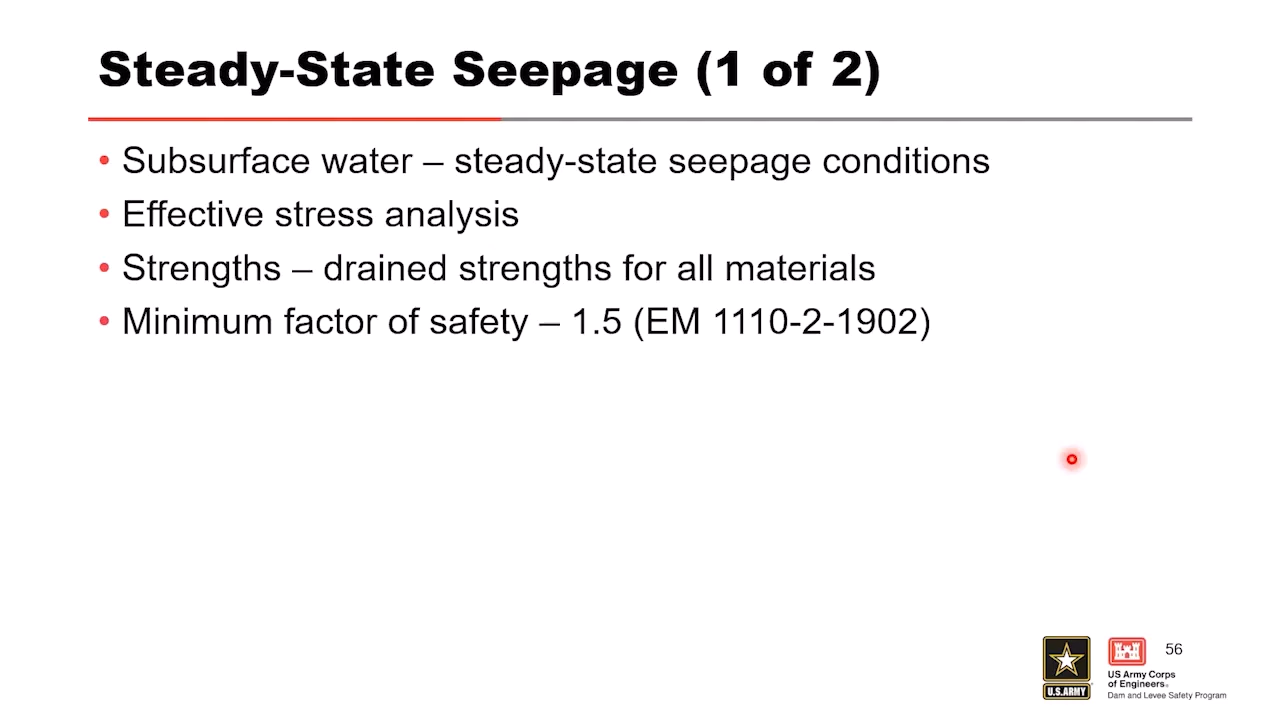 Steady-State Seepage (1 of 2)
• Subsurface water – steady-state seepage conditions
• Effective stress analysis
• Strengths – drained strengths for all materials
• Minimum factor of safety – 1.5 (EM 1110-2-1902)
56
U.S.ARMY
US Army Corps
of Engineers®
Dam and Levee Safety Program